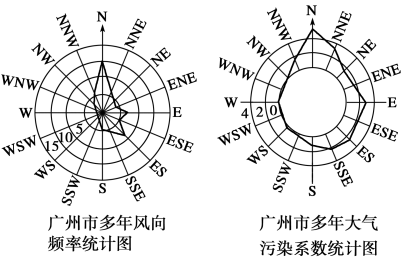 N
NNE
NE
ENE
E
ESE
ES
SSE
S
SSW
WS
WSW
W
WNW
NW
NNW
5
10
15
广州市多年风向
频率统计图
N
NNE
NE
ENE
E
ESE
ES
SSE
S
SSW
WS
WSW
W
WNW
NW
NNW
4 2 0
广州市多年大气
污染系数统计图